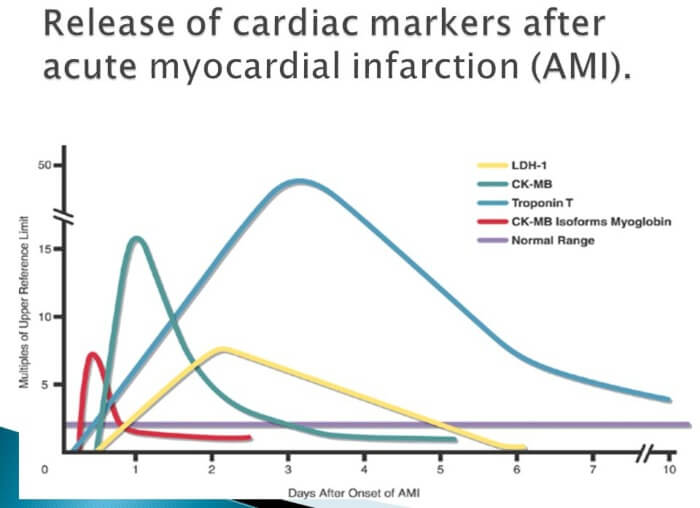 Release of cardiac markers after
acute myocardial infarction (AMI).
50
15
10
5
Multiples of Upper Reference Limit
LDH-1
CK-MB
Troponin T
CK-MB Isoforms Myoglobin
Normal Range
0 1 2 3 4 5 6 7 10
Days After Onset of AMI